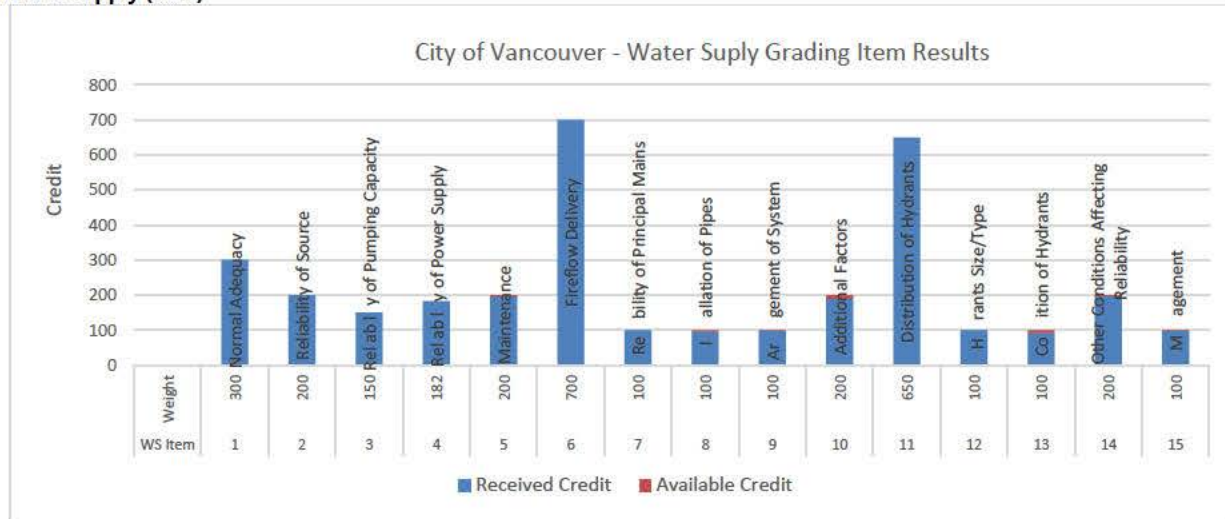 City of Vancouver - Water Suply Grading Item Results
Credit
800
700
600
500
400
300
200
100
0
Normal Adequacy
Reliability of Source
Rel ab l y of Pumping Capacity
Rel ab l y of Power Supply
Maintenance
Fireflow Delivery
Re bility of Principal Mains
I allation of Pipes
Ar gement of System
Additional Factors
Distribution of Hydrants
H rants Size/Type
Co ition of Hydrants
Other Conditions Affecting
Reliability
M agement
Weight 300 200 150 182 200 700 100 100 100 200 650 100 100 200 100
WS Item 1 2 3 4 5 6 7 8 9 10 11 12 13 14 15
Received Credit Available Credit